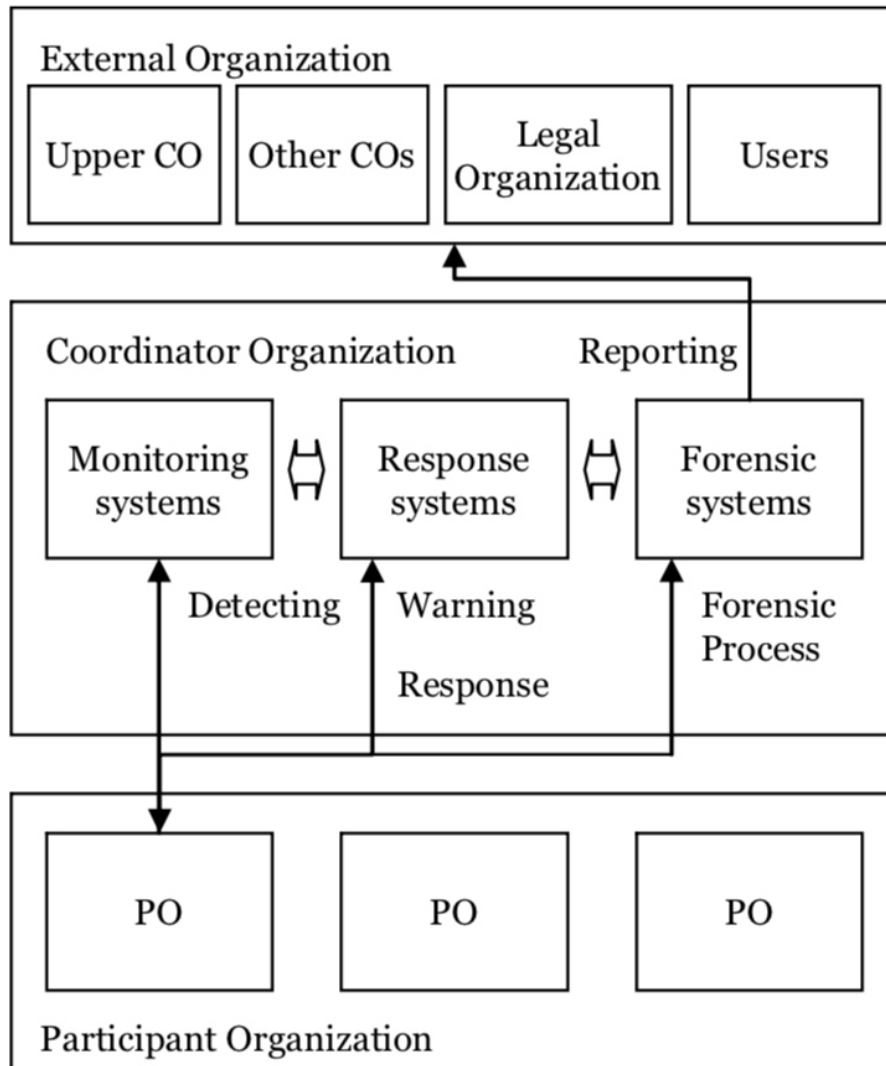 External Organization
Upper CO
Other COs
Legal
Organization
Users
Coordinator Organization
Reporting
Monitoring
systems
Response
systems
Forensic
systems
Detecting
Warning
Response
Forensic
Process
PO
PO
PO
Participant Organization